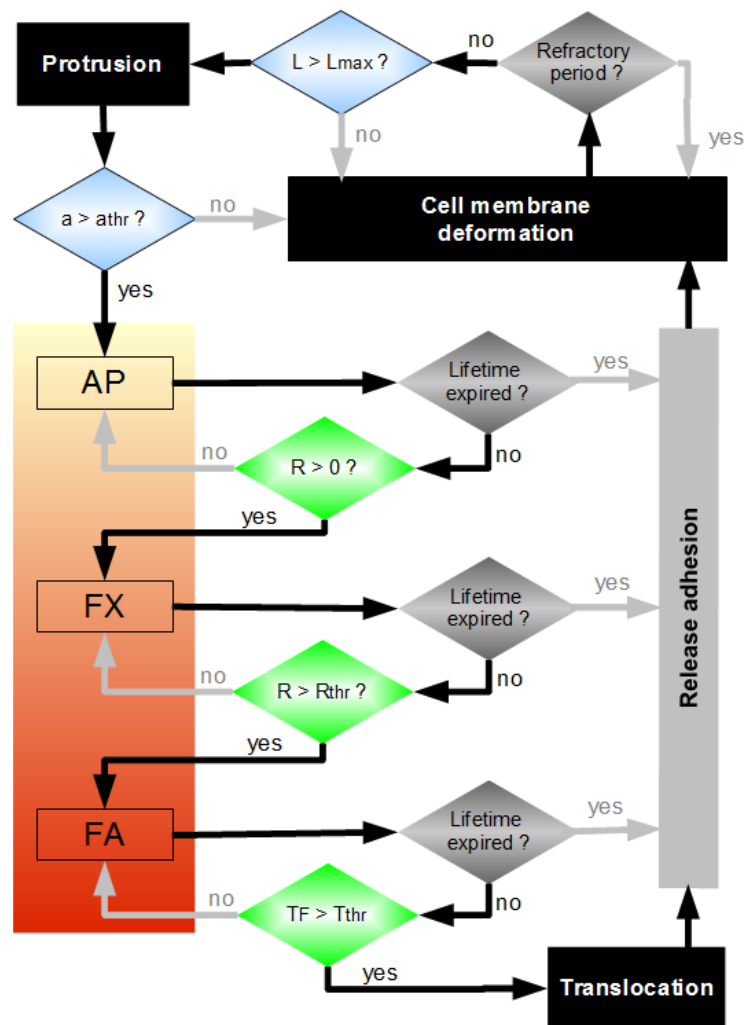 Protrusion
L > Lmax ?
no
Refractory
period ?
no
yes
a > athr ?
no
Cell membrane
deformation
yes
AP
Lifetime
expired ?
yes
no
R > 0 ?
no
yes
FX
Lifetime
expired ?
yes
no
R > Rthr ?
no
yes
FA
Lifetime
expired ?
yes
no
TF > Tthr
no
yes
Translocation
Release adhesion